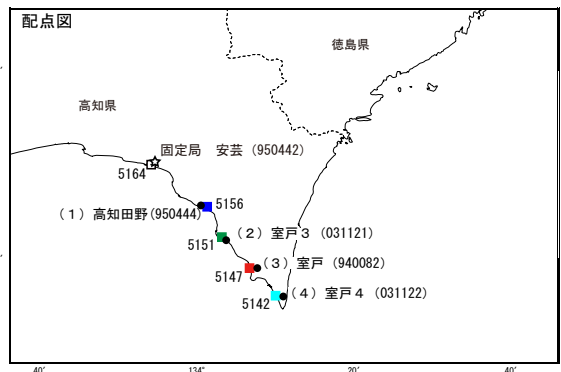 配点図
徳島県
高知県
固定局　安芸（950442）
5164
5156
（１）高知田野(950444)
（２）室戸３（031121）
5151
（３）室戸（940082）
5147
（４）室戸４（031122）
5142
40′ 134° 20′ 40′